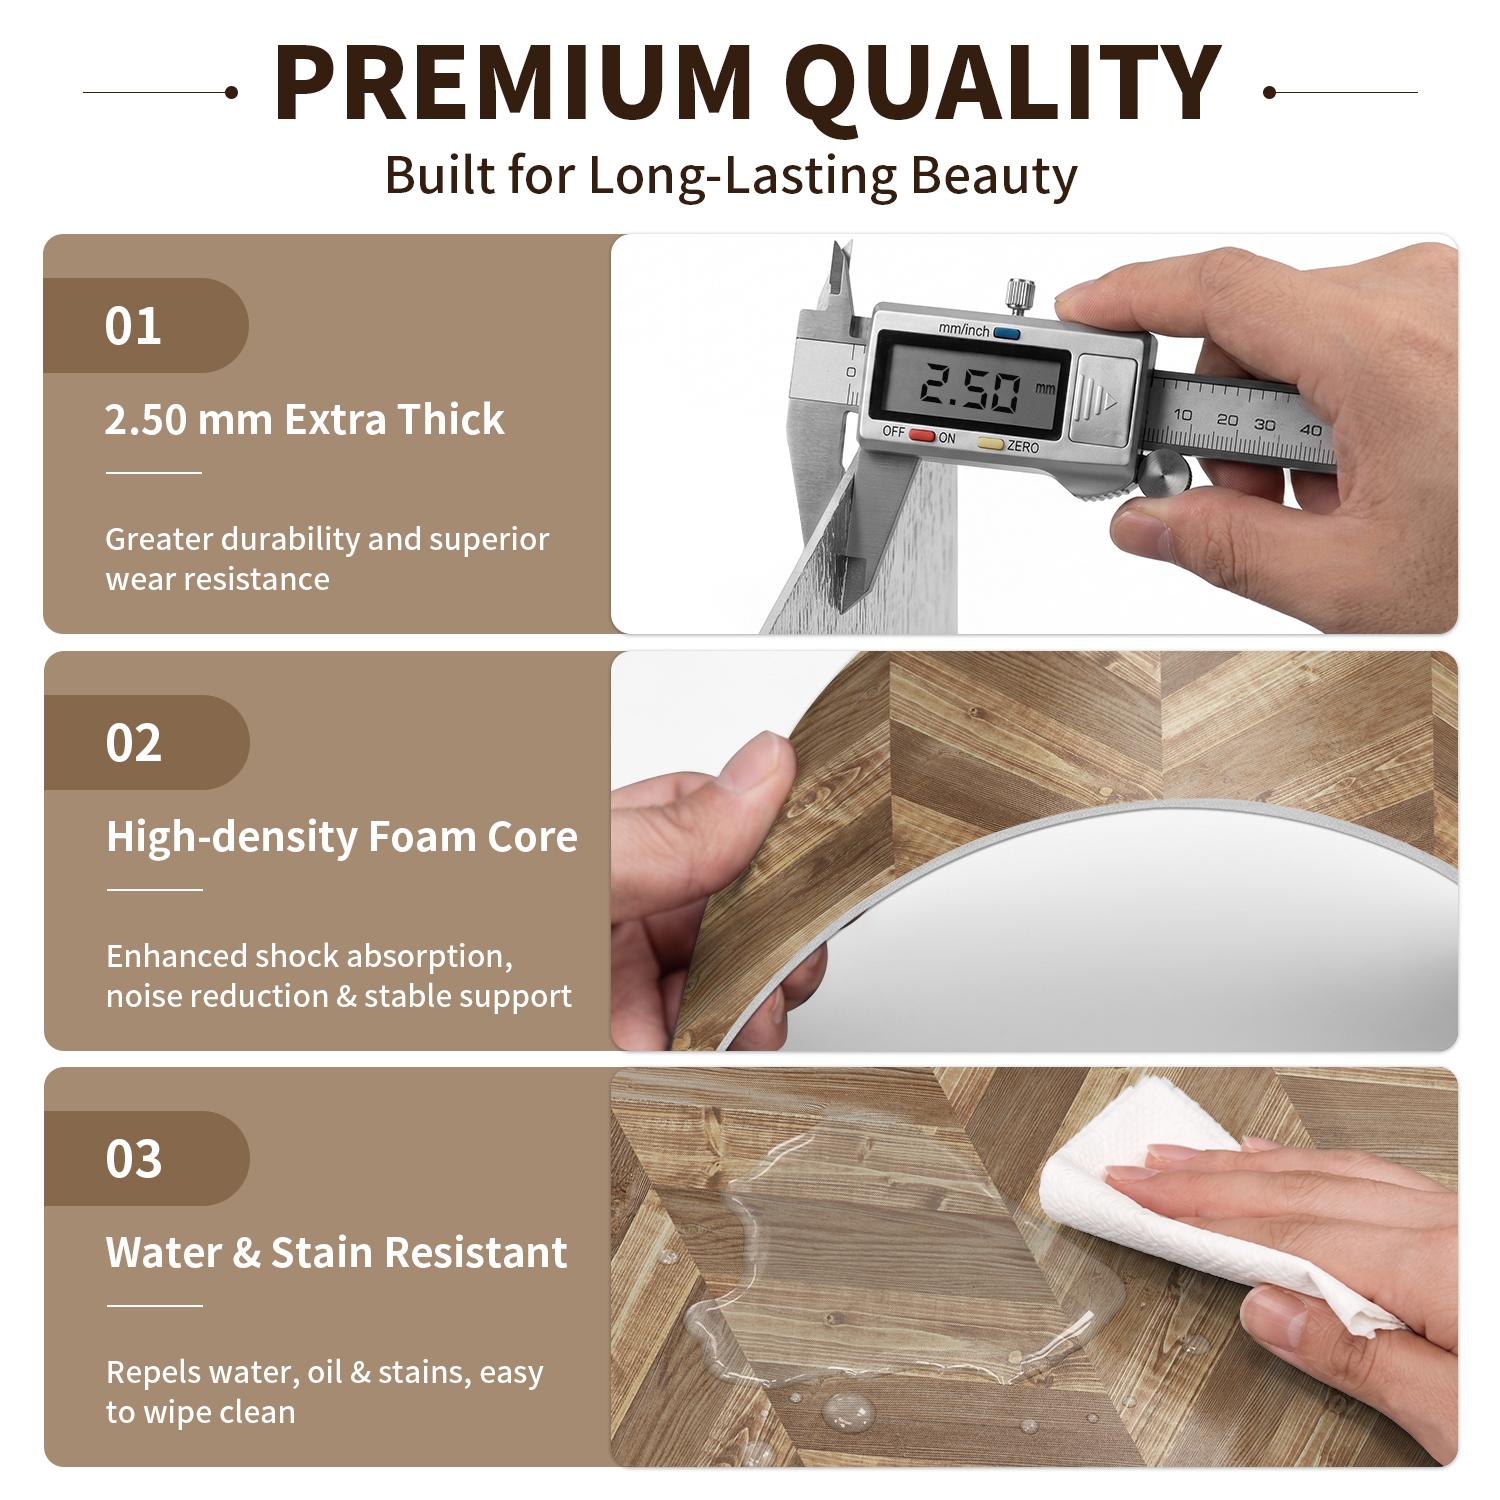 PREMIUM QUALITY
Built for Long-Lasting Beauty
01
2.50 mm Extra Thick
Greater durability and superior
wear resistance
mm/inch
0
2.50 mm
OFF ON ZERO
10 20 30 40
02
High-density Foam Core
Enhanced shock absorption,
noise reduction & stable support
03
Water & Stain Resistant
Repels water, oil & stains, easy
to wipe clean